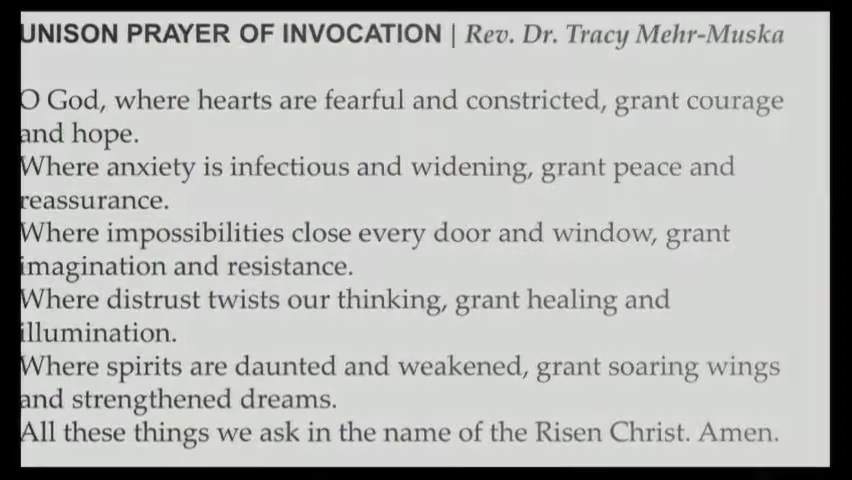 UNISON PRAYER OF INVOCATION | Rev. Dr. Tracy Mehr-Muska
O God, where hearts are fearful and constricted, grant courage
and hope.
Where anxiety is infectious and widening, grant peace and
reassurance.
Where impossibilities close every door and window, grant
imagination and resistance.
Where distrust twists our thinking, grant healing and
illumination.
Where spirits are daunted and weakened, grant soaring wings
and strengthened dreams.
All these things we ask in the name of the Risen Christ. Amen.